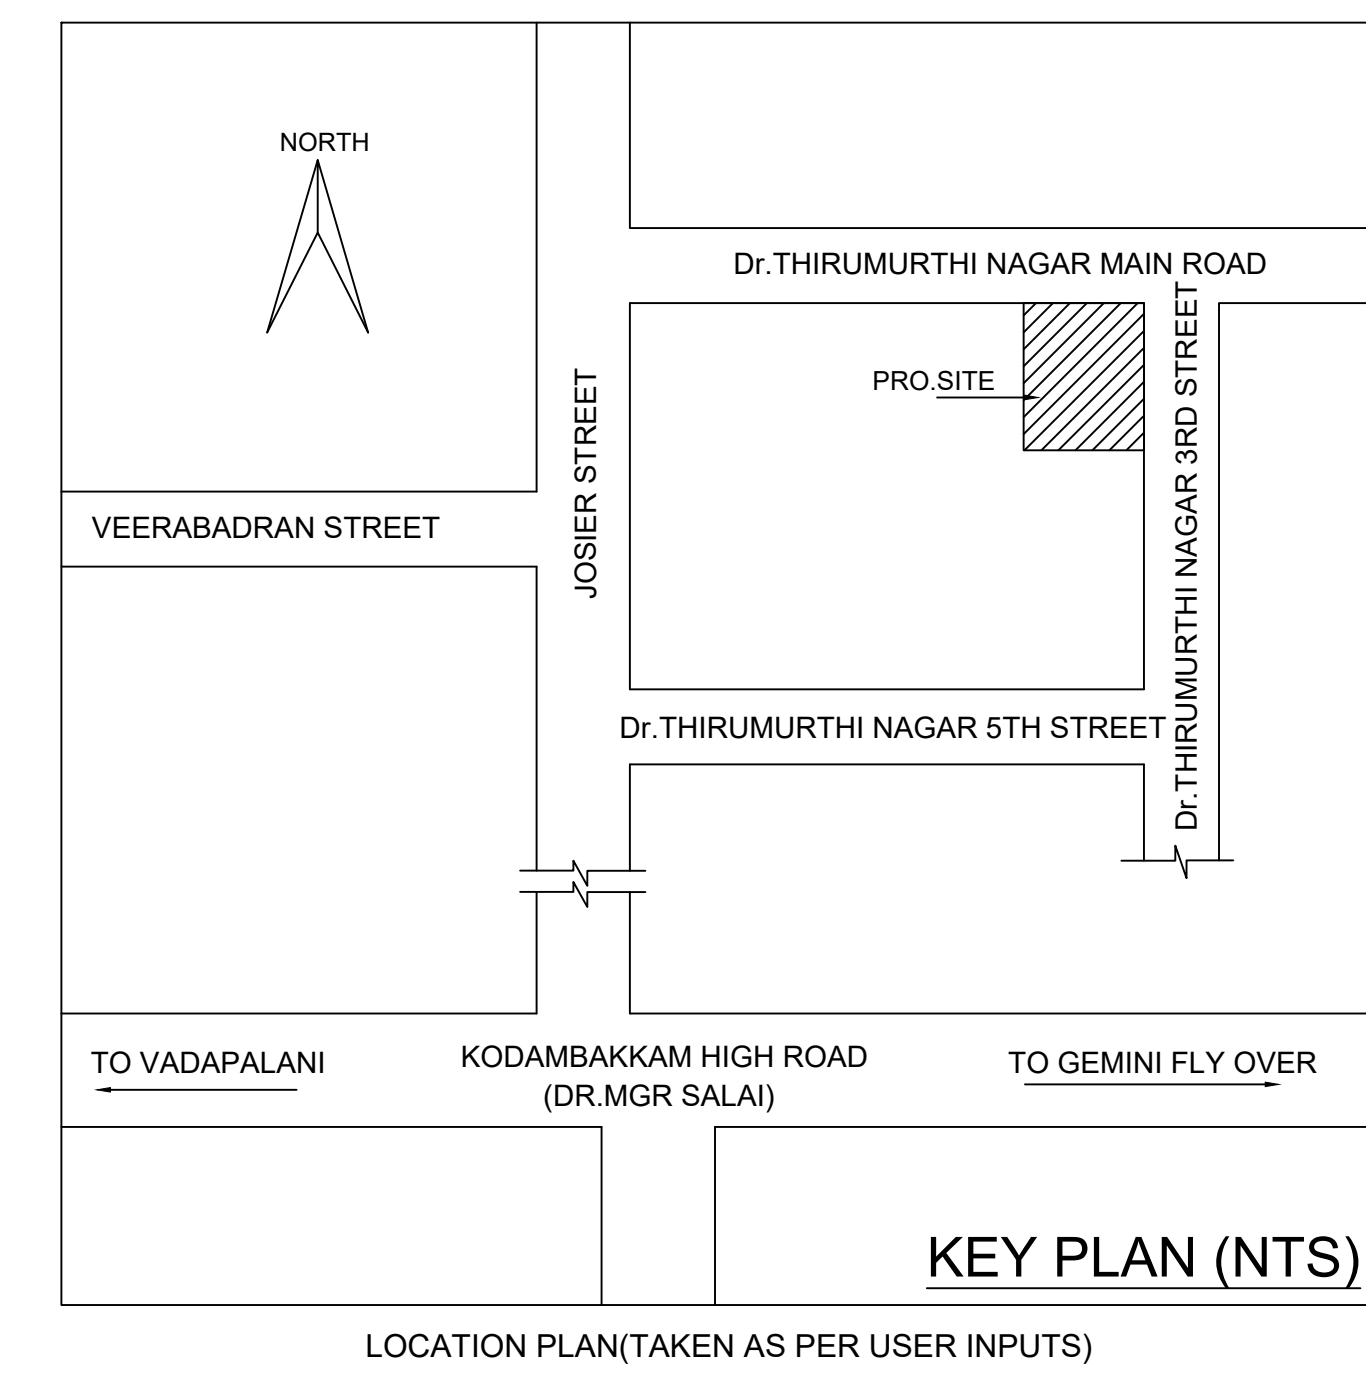 NORTH
Dr.THIRUMURTHI NAGAR MAIN ROAD
PRO.SITE
Dr.THIRUMURTHI NAGAR 3RD STREET
JOSIER STREET
VEERABADRAN STREET
Dr.THIRUMURTHI NAGAR 5TH STREET
TO VADAPALANI
KODAMBAKKAM HIGH ROAD
(DR.MGR SALAI)
TO GEMINI FLY OVER
KEY PLAN (NTS)
LOCATION PLAN(TAKEN AS PER USER INPUTS)